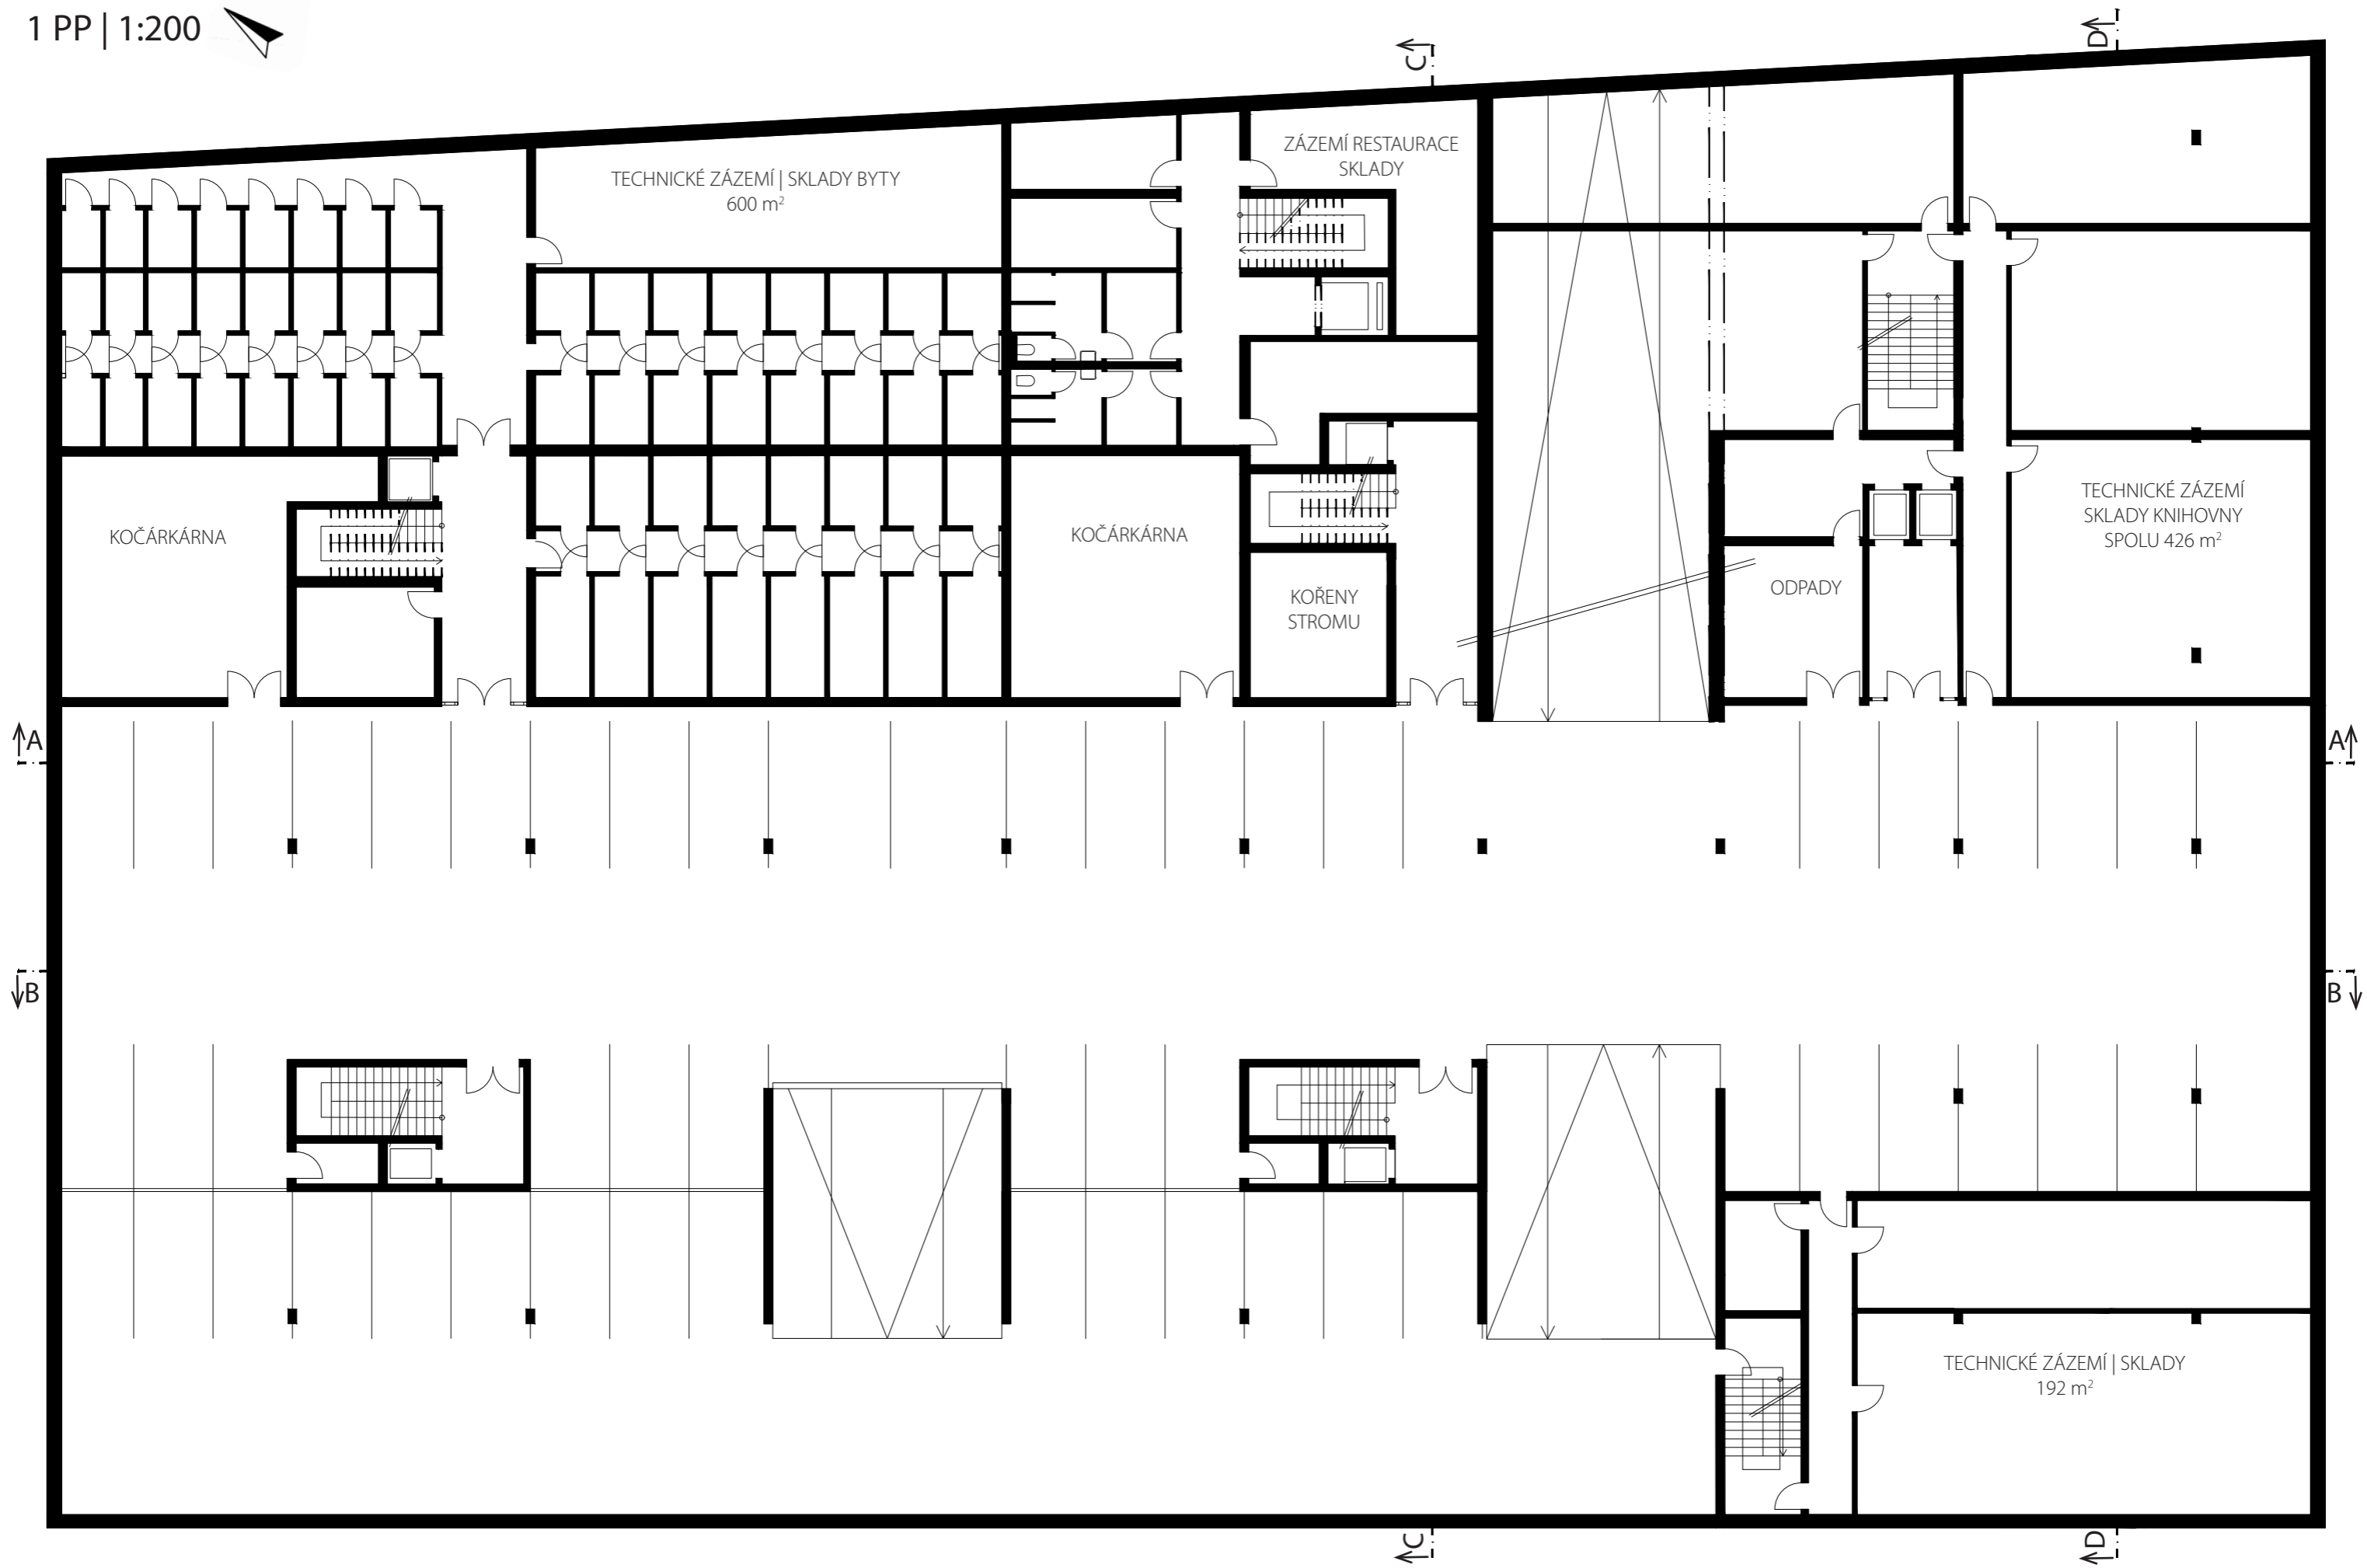 1 PP | 1:200
C
D
ZÁZEMÍ RESTAURACE
SKLADY
TECHNICKÉ ZÁZEMÍ | SKLADY BYTY
600 m²
KOČÁRKÁRNA
KOČÁRKÁRNA
KOŘENY
STROMU
ODPADY
TECHNICKÉ ZÁZEMÍ
SKLADY KNIHOVNY
SPOLU 426 m²
A
A
B
B
TECHNICKÉ ZÁZEMÍ | SKLADY
192 m²
C
D